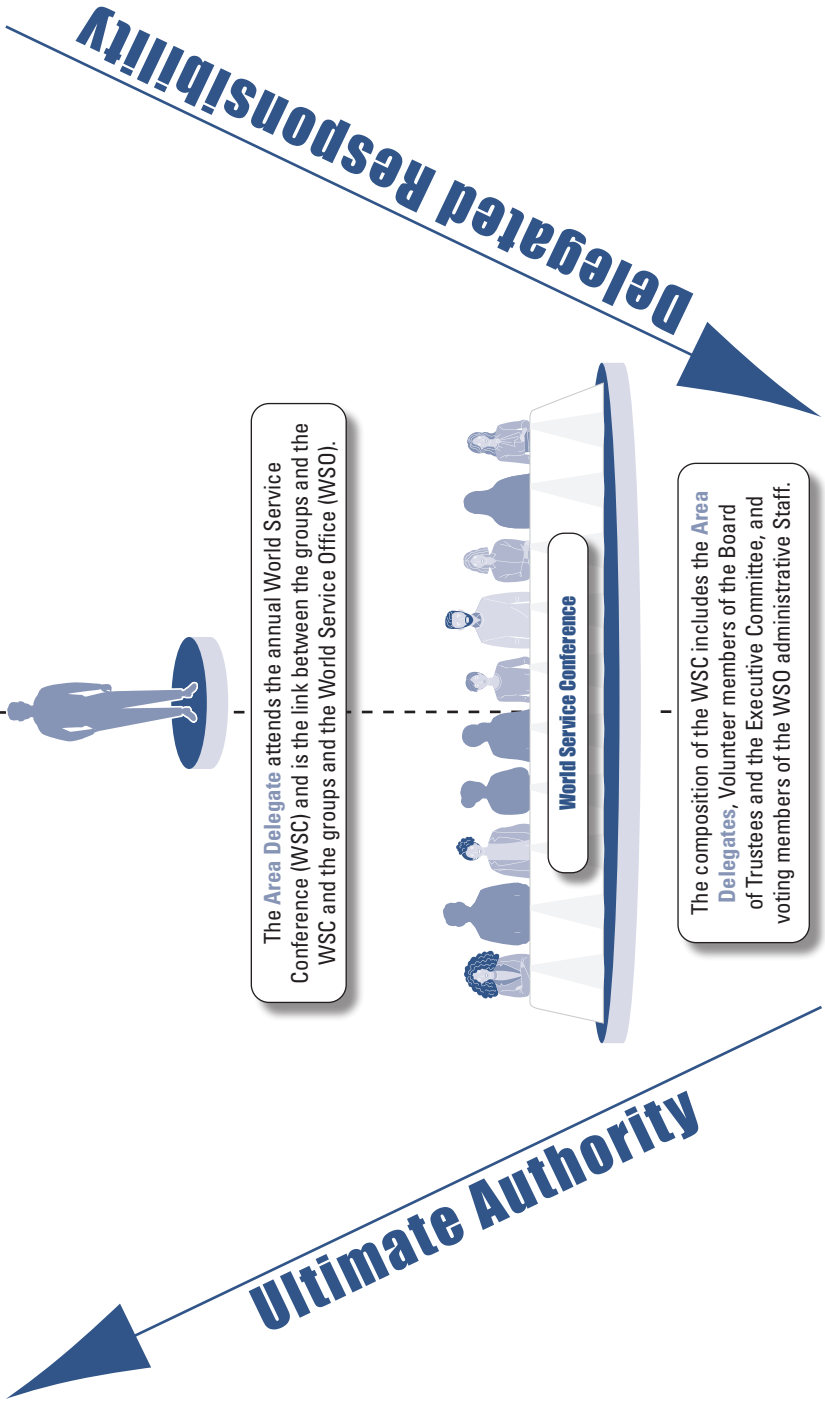 Delegated Responsibility
The Area Delegate attends the annual World Service
Conference (WSC) and is the link between the groups and the
WSC and the groups and the World Service Office (WSO).
World Service Conference
The composition of the WSC includes the Area
Delegates, Volunteer members of the Board
of Trustees and the Executive Committee, and
voting members of the WSO administrative Staff.
Ultimate Authority